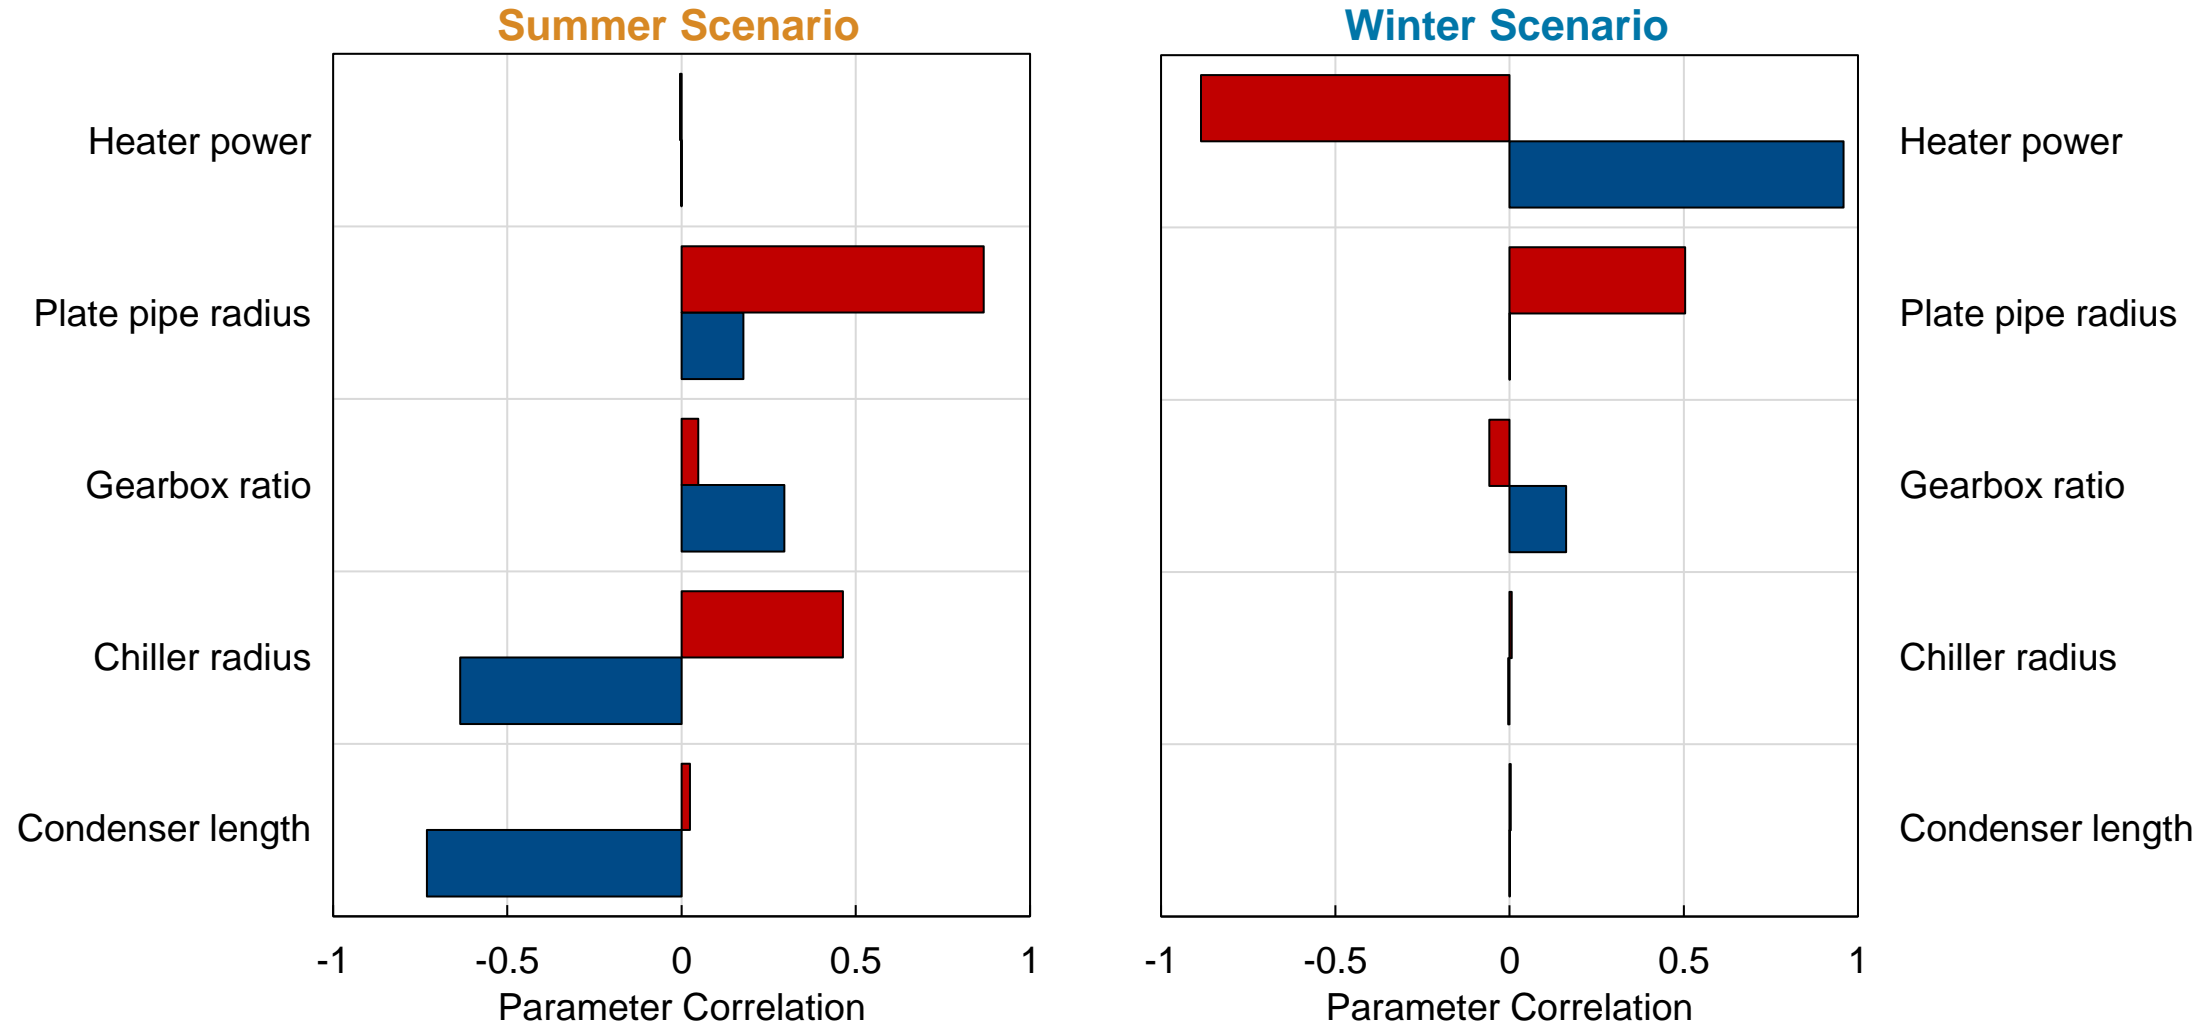 Summer Scenario
Heater power
Plate pipe radius
Gearbox ratio
Chiller radius
Condenser length
-1 -0.5 0 0.5 1
Parameter Correlation
Winter Scenario
Heater power
Plate pipe radius
Gearbox ratio
Chiller radius
Condenser length
-1 -0.5 0 0.5 1
Parameter Correlation